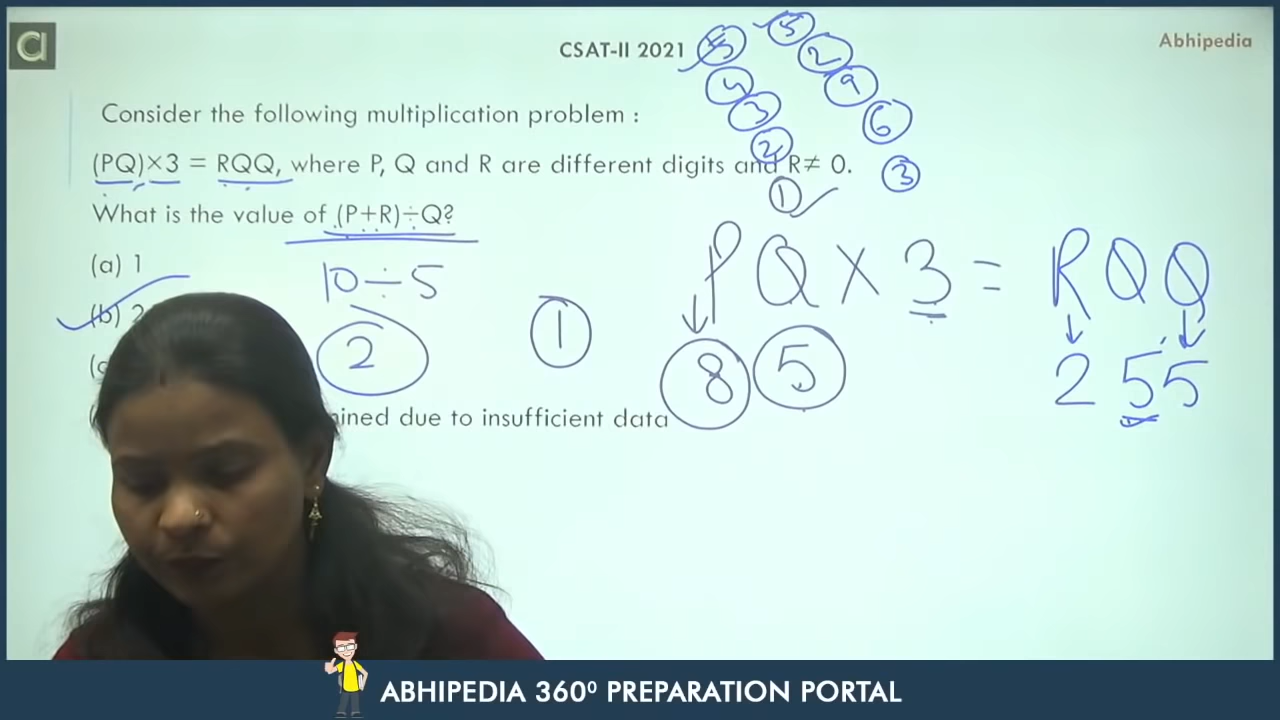 CSAT-II 2021
Abhipedia
Consider the following multiplication problem :
(PQ)×3 = RQQ, where P, Q and R are different digits and R≠ 0.
What is the value of (P+R)÷Q?
(a) 1
(b) 2
10÷5
2
1
ined due to insufficient data
5
4
3
2
1
5
2
9
6
3
PQ × 3 = RQQ
8 5 2 5 5
ABHIPEDIA 360⁰ PREPARATION PORTAL